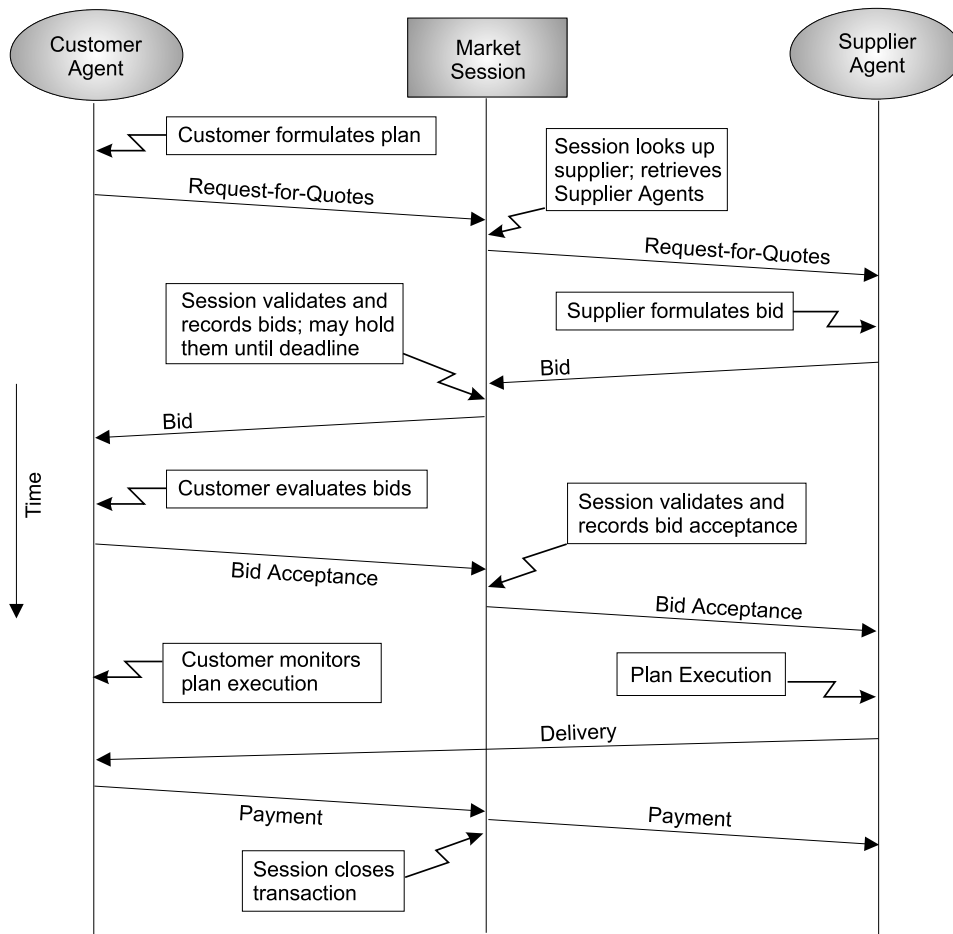 Customer
Agent
Market
Session
Supplier
Agent
Customer formulates plan
Session looks up
supplier; retrieves
Supplier Agents
Request-for-Quotes
Request-for-Quotes
Session validates and
records bids; may hold
them until deadline
Supplier formulates bid
Bid
Bid
Time
Customer evaluates bids
Session validates and
records bid acceptance
Bid Acceptance
Bid Acceptance
Customer monitors
plan execution
Plan Execution
Delivery
Payment
Payment
Session closes
transaction